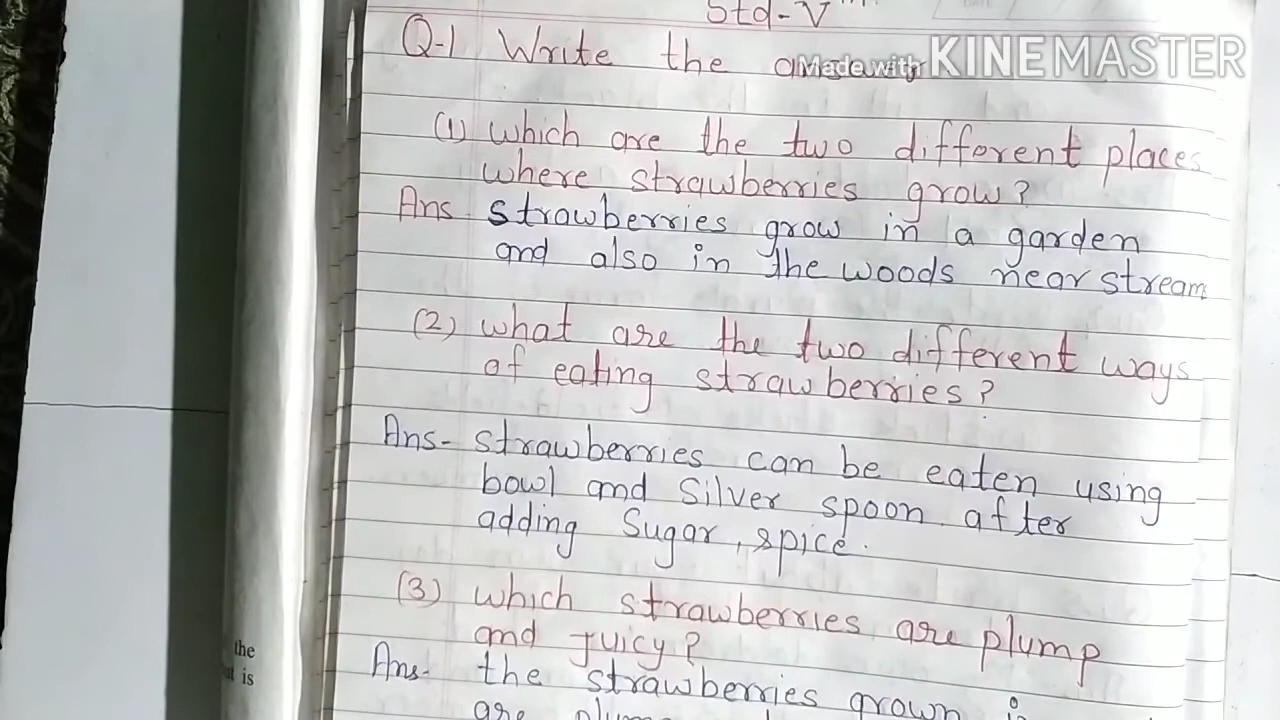 Std-V
Q-1 Write the
Made with KINEMASTER
(1) which are the two different places
where strawberries grow?
Ans strawberries grow in a garden
and also in the woods near stream
(2) what are the two different ways
of eating strawberries?
Ans- strawberries can be eaten using
bowl and silver spoon after
adding Sugar, spice.
(3) which strawberries are plump
and juicy?
Ans- the strawberries grown in
are
the
is